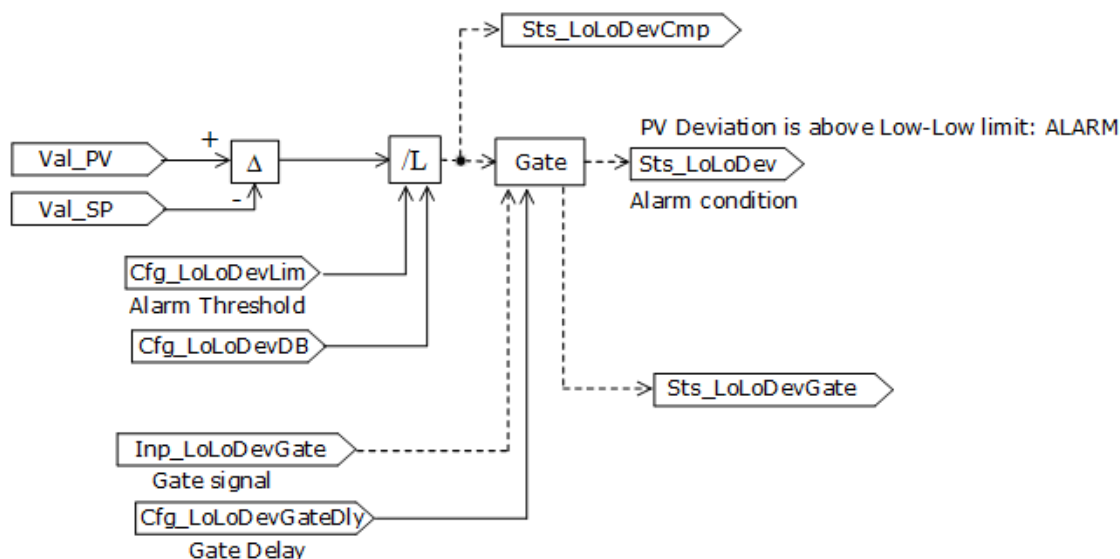 Sts_LoLoDevCmp
PV Deviation is above Low-Low limit: ALARM
Val_PV
+
Δ
/L
Gate
Sts_LoLoDev
Val_SP
-
Alarm condition
Cfg_LoLoDevLim
Alarm Threshold
Cfg_LoLoDevDB
Sts_LoLoDevGate
Inp_LoLoDevGate
Gate signal
Cfg_LoLoDevGateDly
Gate Delay